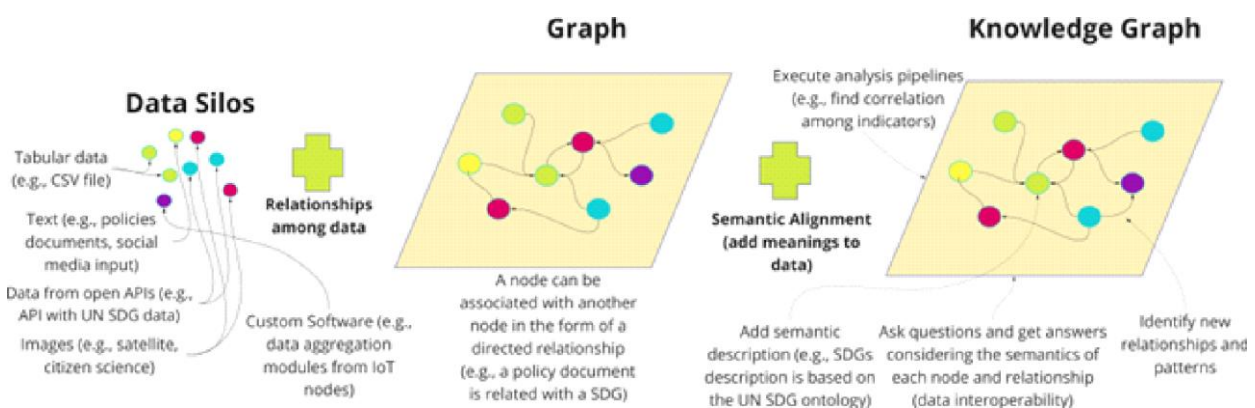 Data Silos
Tabular data
(e.g., CSV file)
Text (e.g., policies
documents, social
media input)
Data from open APIs (e.g.,
API with UN SDG data)
Images (e.g., satellite,
citizen science)
Custom Software (e.g.,
data aggregation
modules from IoT
nodes)
Relationships
among data
Graph
A node can be
associated with another
node in the form of a
directed relationship
(e.g., a policy document
is related with a SDG)
Semantic Alignment
(add meanings to
data)
Knowledge Graph
Execute analysis pipelines
(e.g., find correlation
among indicators)
Add semantic
description (e.g., SDGs
description is based on
the UN SDG ontology)
Ask questions and get answers
considering the semantics of
each node and relationship
(data interoperability)
Identify new
relationships and
patterns